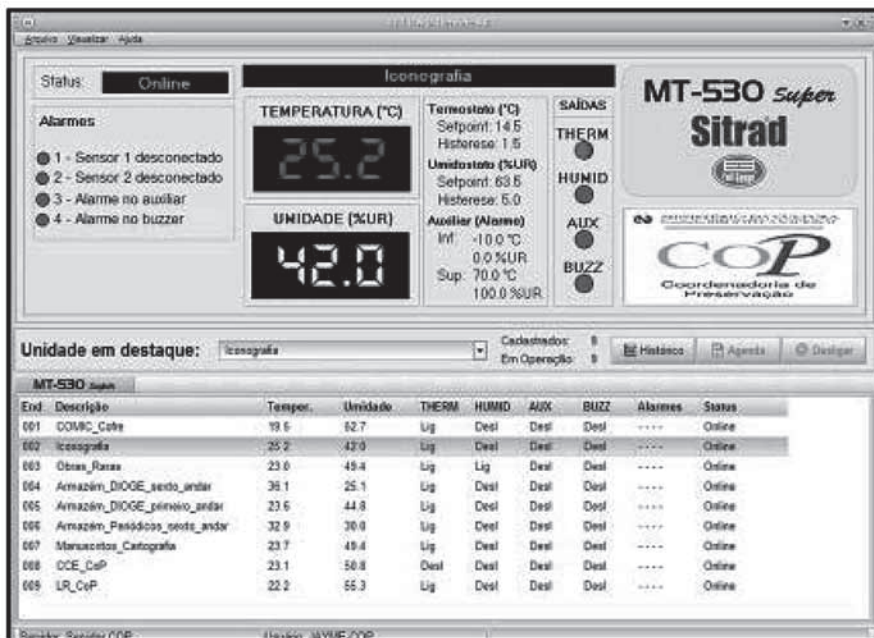 Arquivo Visualizar Ajuda
Status: Online
Alarmes
1 - Sensor 1 desconectado
2 - Sensor 2 desconectado
3 - Alarme no auxiliar
4 - Alarme no buzzer
Iconografia
TEMPERATURA (°C)
25.2
UNIDADE (%UR)
42.0
Termostato (°C)
Setpoint: 14.5
Histerese: 1.5
Umidostato (%UR)
Setpoint: 63.5
Histerese: 5.0
Auxiliar (Alarme)
Inf: -10.0 °C
0.0 %UR
Sup: 70.0 °C
100.0 %UR
SAÍDAS
THERM
HUMID
AUX
BUZZ
MT-530 Super
Sitrad
Full Gauge
CoP
Coordenadoria de
Preservação
Unidade em destaque: Iconografia
Cadastrados: 9
Em Operação: 9
Histórico Agenda Desligar
MT-530 Super
End Descrição Temper. Umidade THERM HUMID AUX BUZZ Alarmes Status
001 COMIC_Cofre 19.5 52.7 Lig Desl Desl Desl ---- Online
002 Iconografia 25.2 42.0 Lig Desl Desl Desl ---- Online
003 Obras_Raras 23.0 49.4 Lig Lig Desl Desl ---- Online
004 Armazém_DIOGE_sexto_andar 36.1 25.1 Lig Desl Desl Desl ---- Online
005 Armazém_DIOGE_primeiro_andar 23.6 44.8 Lig Desl Desl Desl ---- Online
006 Armazém_Periódicos_sexto_andar 32.9 30.0 Lig Desl Desl Desl ---- Online
007 Manuscritos_Cartografia 23.7 49.4 Lig Desl Desl Desl ---- Online
008 CCE_CoP 23.1 50.8 Desl Desl Desl Desl ---- Online
009 LR_CoP 22.2 55.3 Lig Desl Desl Desl ---- Online
Servidor: Servidor COP Usuário: JAYME-COP